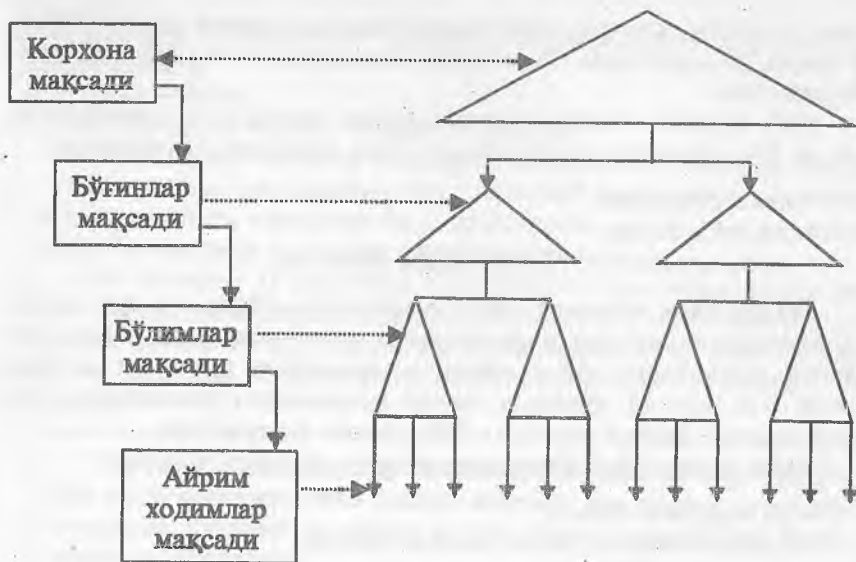 Корхона
мақсади
Бўғинлар
мақсади
Бўлимлар
мақсади
Айрим
ходимлар
мақсади